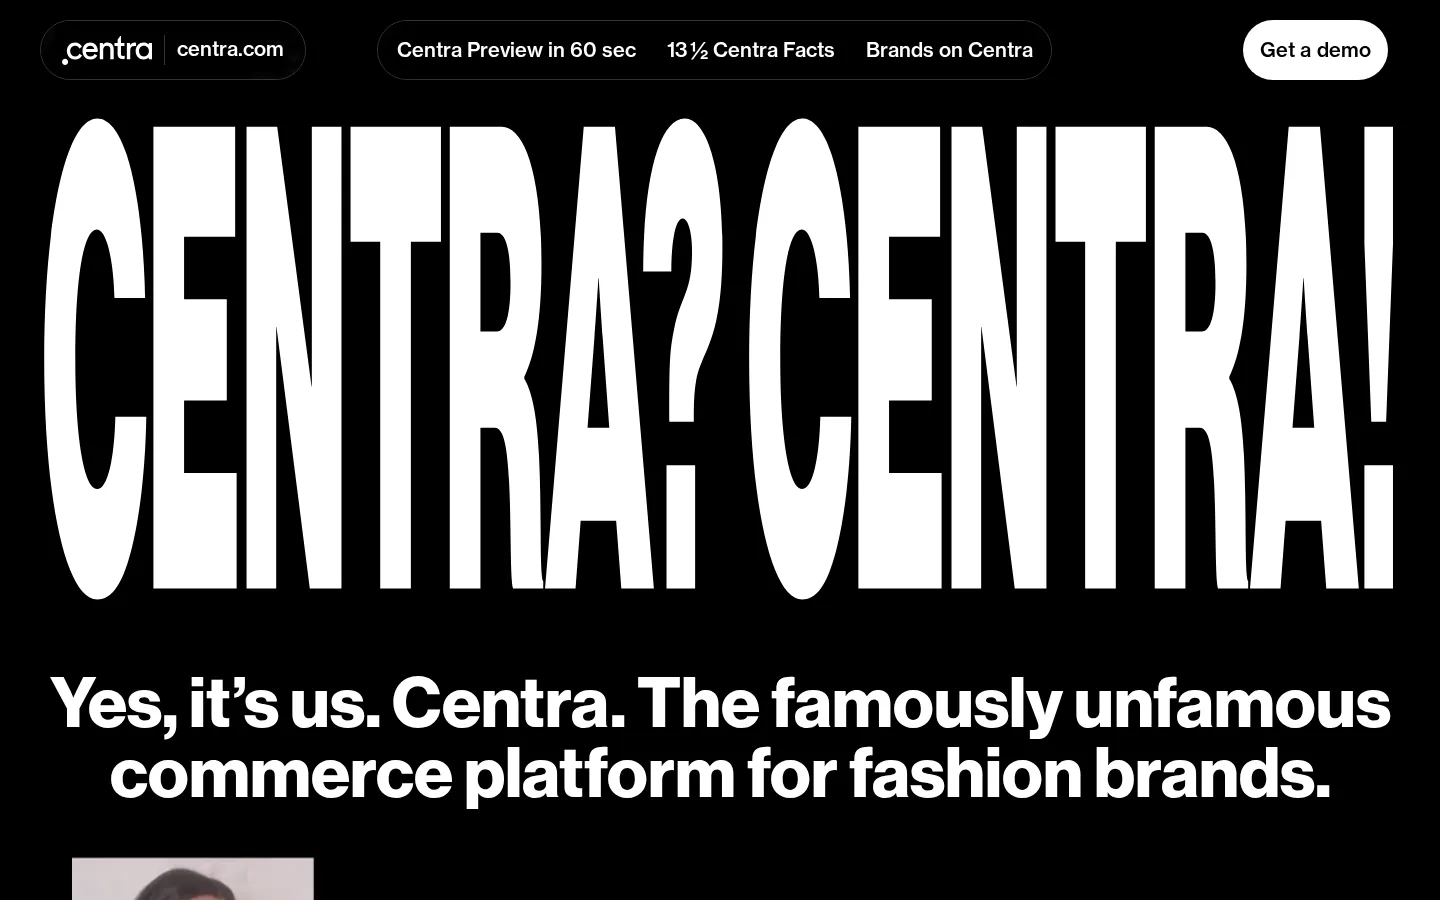 .centra
centra.com
Centra Preview in 60 sec
13½ Centra Facts
Brands on Centra
Get a demo
CENTRA? CENTRA!
Yes, it’s us. Centra. The famously unfamous
commerce platform for fashion brands.